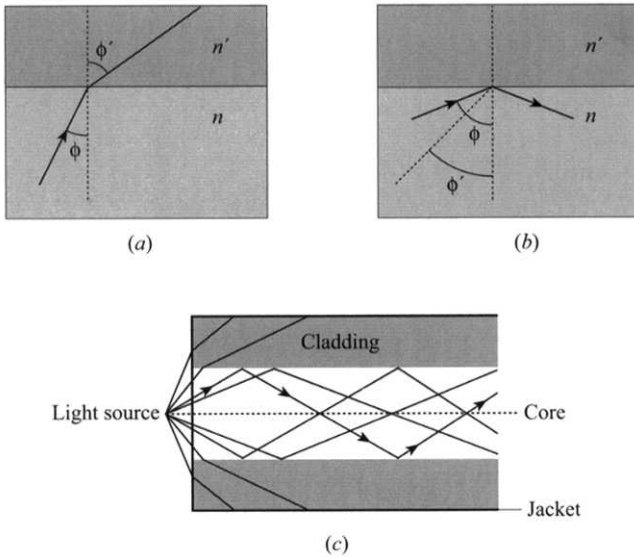 ϕ′
n′
n
ϕ
(a)
n′
n
ϕ
ϕ′
(b)
Cladding
Light source
Core
Jacket
(c)